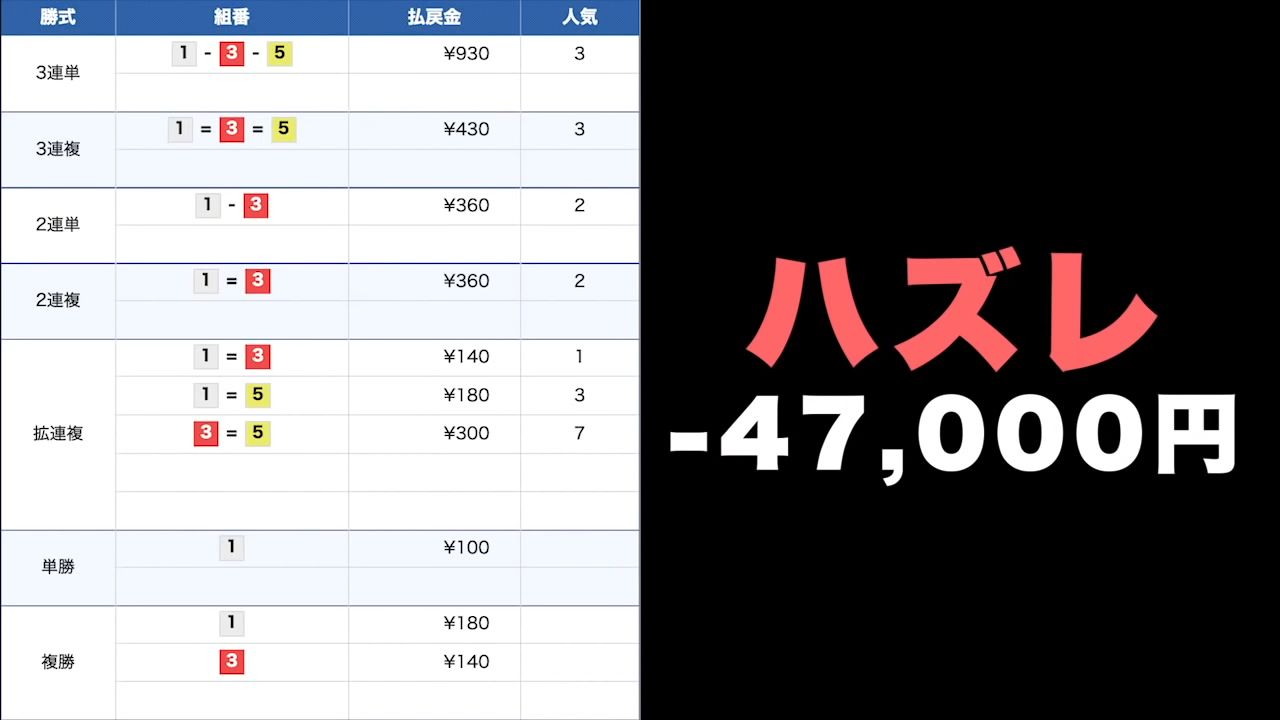 勝式 組番 払戻金 人気
3連単 1 - 3 - 5 ¥930 3
3連複 1 = 3 = 5 ¥430 3
2連単 1 - 3 ¥360 2
2連複 1 = 3 ¥360 2
拡連複 1 = 3 ¥140 1
1 = 5 ¥180 3
3 = 5 ¥300 7
単勝 1 ¥100
複勝 1 ¥180
3 ¥140
ハズレ
-47,000円